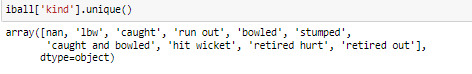 iball['kind'].unique()
array([nan, 'lbw', 'caught', 'run out', 'bowled', 'stumped',
'caught and bowled', 'hit wicket', 'retired hurt', 'retired out'],
dtype=object)